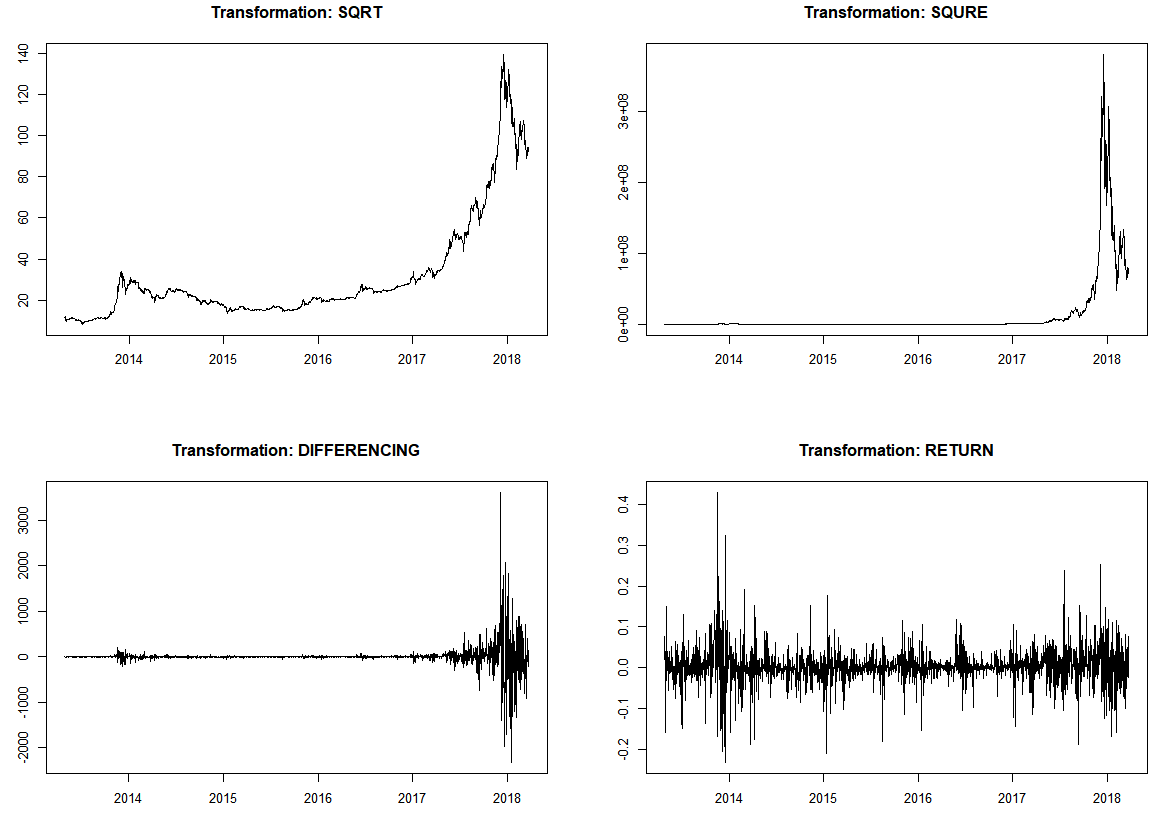 Transformation: SQRT
140
120
100
80
60
40
20
2014 2015 2016 2017 2018
Transformation: SQURE
3e+08
2e+08
1e+08
0e+00
2014 2015 2016 2017 2018
Transformation: DIFFERENCING
3000
2000
1000
0
-1000
-2000
2014 2015 2016 2017 2018
Transformation: RETURN
0.4
0.3
0.2
0.1
0.0
-0.1
-0.2
2014 2015 2016 2017 2018